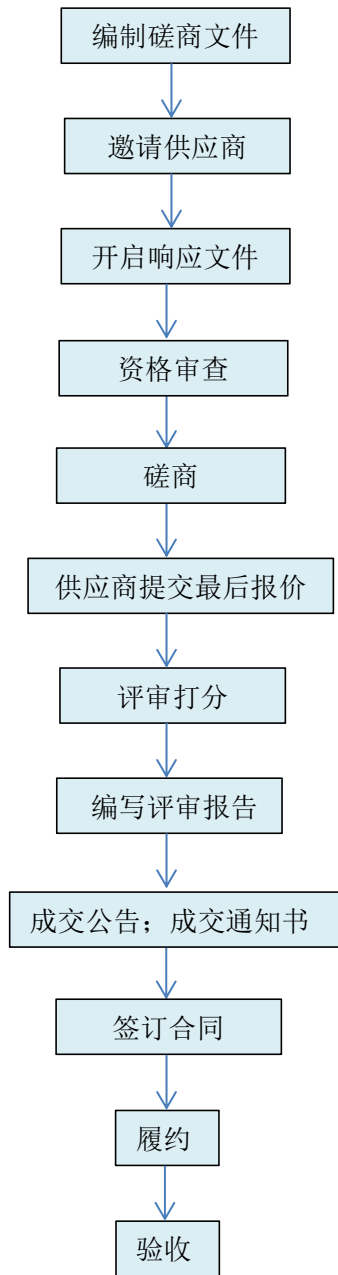 编制磋商文件
邀请供应商
开启响应文件
资格审查
磋商
供应商提交最后报价
评审打分
编写评审报告
成交公告；成交通知书
签订合同
履约
验收